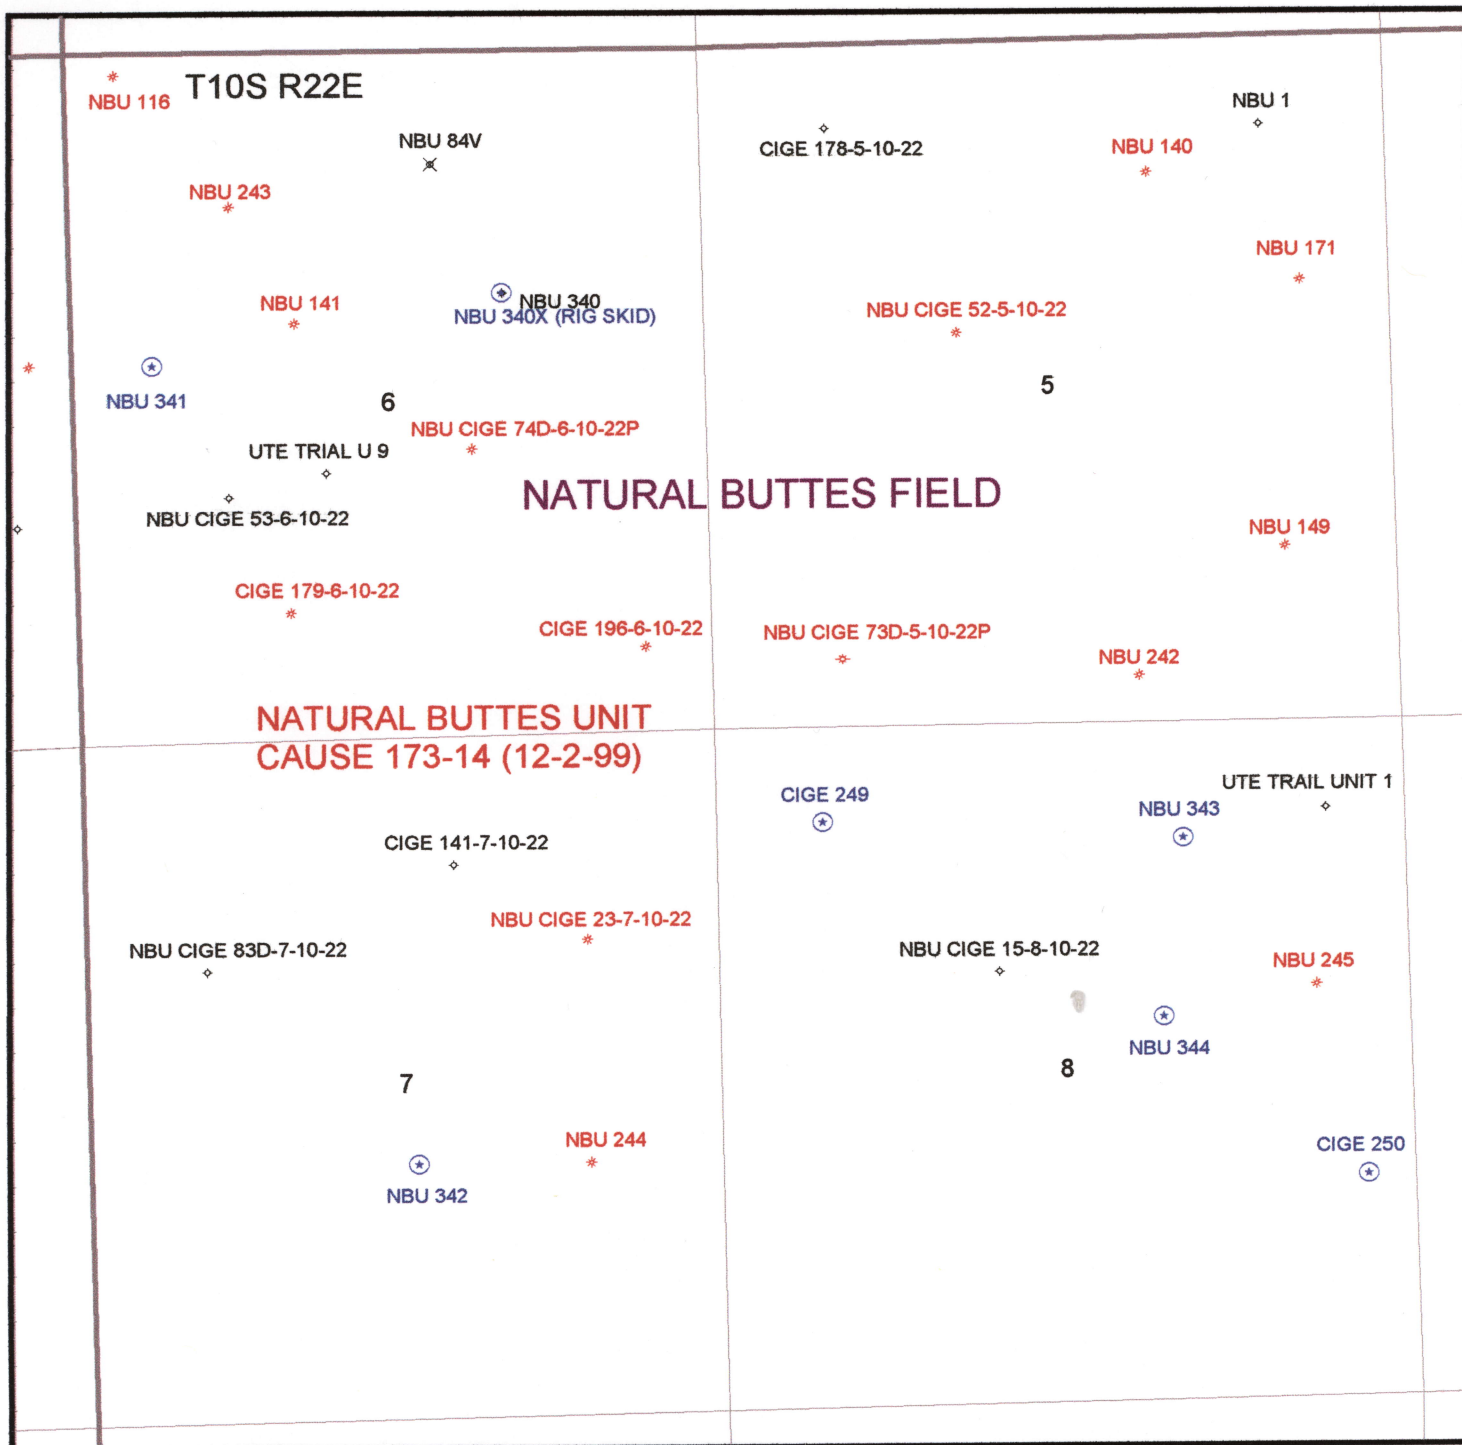 T10S R22E
NBU 116
NBU 1
NBU 84V
CIGE 178-5-10-22
NBU 140
NBU 243
NBU 171
NBU 141
NBU 340
NBU 340X (RIG SKID)
NBU CIGE 52-5-10-22
NBU 341
6
5
NBU CIGE 74D-6-10-22P
UTE TRIAL U 9
NATURAL BUTTES FIELD
NBU CIGE 53-6-10-22
NBU 149
CIGE 179-6-10-22
CIGE 196-6-10-22
NBU CIGE 73D-5-10-22P
NBU 242
NATURAL BUTTES UNIT
CAUSE 173-14 (12-2-99)
UTE TRAIL UNIT 1
CIGE 249
NBU 343
CIGE 141-7-10-22
NBU CIGE 23-7-10-22
NBU CIGE 83D-7-10-22
NBU CIGE 15-8-10-22
NBU 245
NBU 344
7
8
NBU 244
CIGE 250
NBU 342